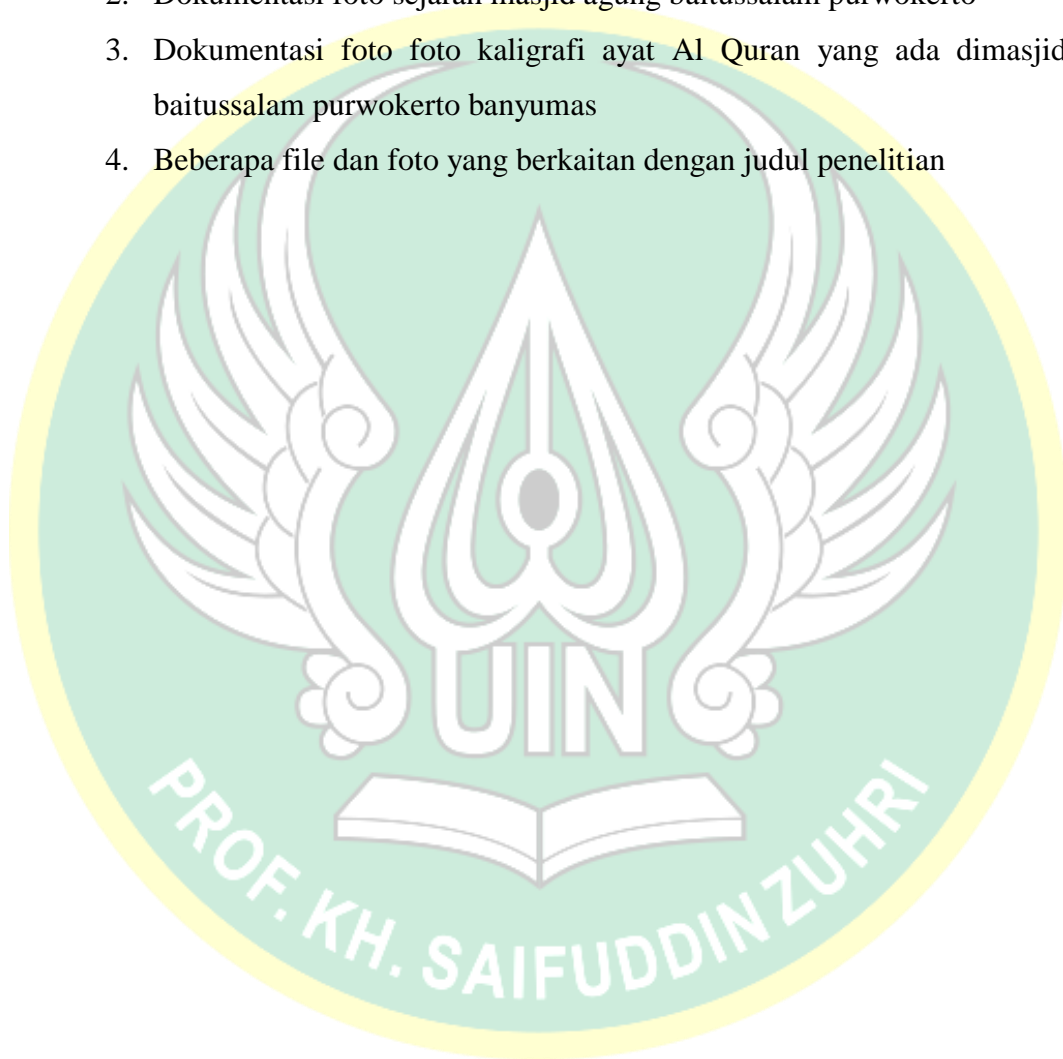 2. Dokumentasi foto sejarah masjid agung baitussalam purwokerto
3. Dokumentasi foto foto kaligrafi ayat Al Quran yang ada dimasjid
baitussalam purwokerto banyumas
4. Beberapa file dan foto yang berkaitan dengan judul penelitian
UIN
PROF. KH. SAIFUDDIN ZUHRI